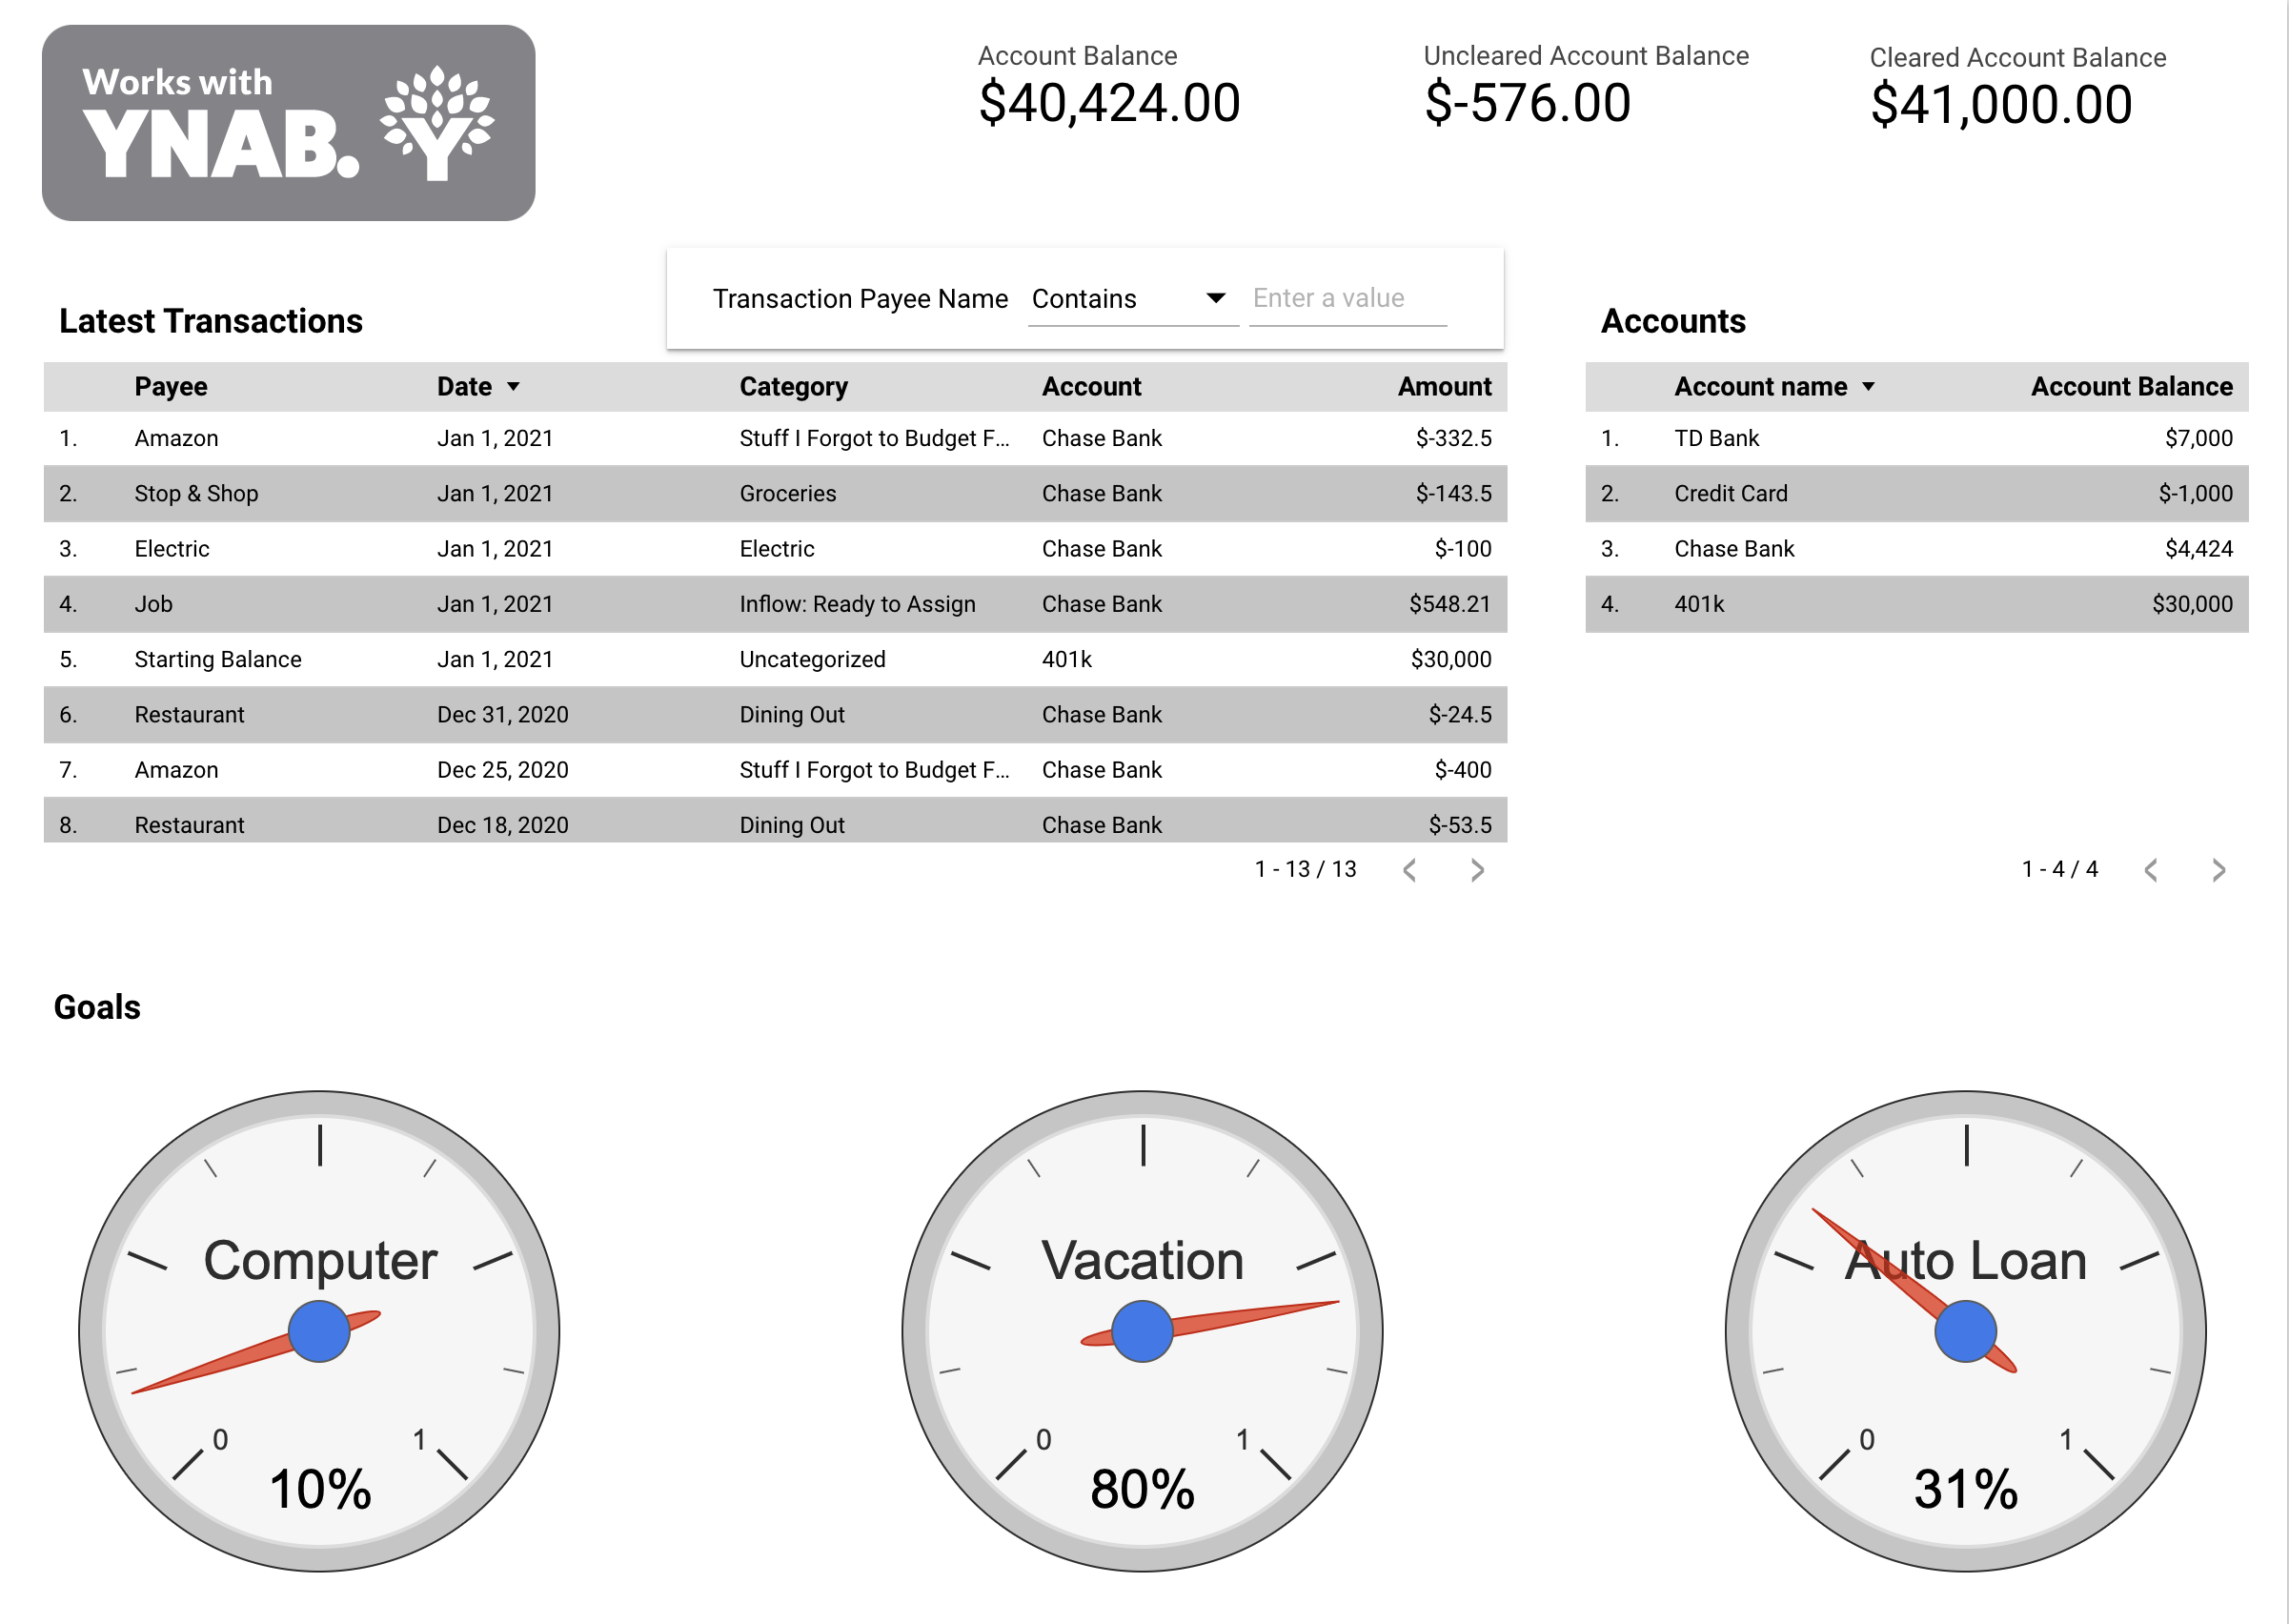 Works with
YNAB.
Account Balance
$40,424.00
Uncleared Account Balance
$-576.00
Cleared Account Balance
$41,000.00
Latest Transactions
Transaction Payee Name Contains Enter a value
Payee Date Category Account Amount
1. Amazon Jan 1, 2021 Stuff I Forgot to Budget F... Chase Bank $-332.5
2. Stop & Shop Jan 1, 2021 Groceries Chase Bank $-143.5
3. Electric Jan 1, 2021 Electric Chase Bank $-100
4. Job Jan 1, 2021 Inflow: Ready to Assign Chase Bank $548.21
5. Starting Balance Jan 1, 2021 Uncategorized 401k $30,000
6. Restaurant Dec 31, 2020 Dining Out Chase Bank $-24.5
7. Amazon Dec 25, 2020 Stuff I Forgot to Budget F... Chase Bank $-400
8. Restaurant Dec 18, 2020 Dining Out Chase Bank $-53.5
1 - 13 / 13
Accounts
Account name Account Balance
1. TD Bank $7,000
2. Credit Card $-1,000
3. Chase Bank $4,424
4. 401k $30,000
1 - 4 / 4
Goals
Computer
0 1
10%
Vacation
0 1
80%
Auto Loan
0 1
31%